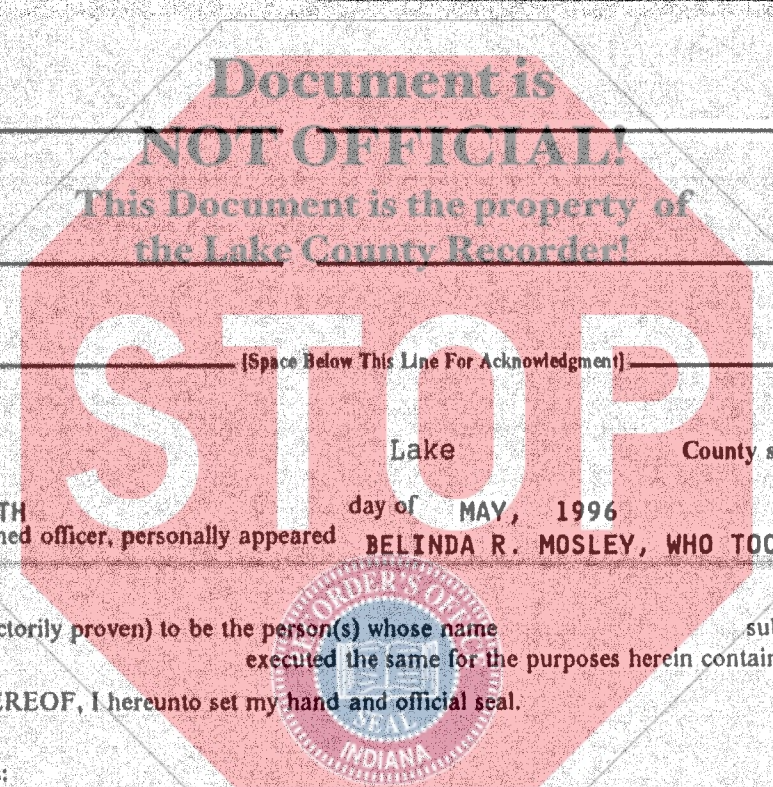 Document is
NOT OFFICIAL!
This Document is the property of
the Lake County Recorder!
STOP
[Space Below This Line For Acknowledgment]
Lake County s
TH day of MAY, 1996
ned officer, personally appeared BELINDA R. MOSLEY, WHO TOO
ctorily proven) to be the person(s) whose name sul
executed the same for the purposes herein contain
EREOF, I hereunto set my hand and official seal.
RECORDER'S OFFICE
SEAL
INDIANA
s: